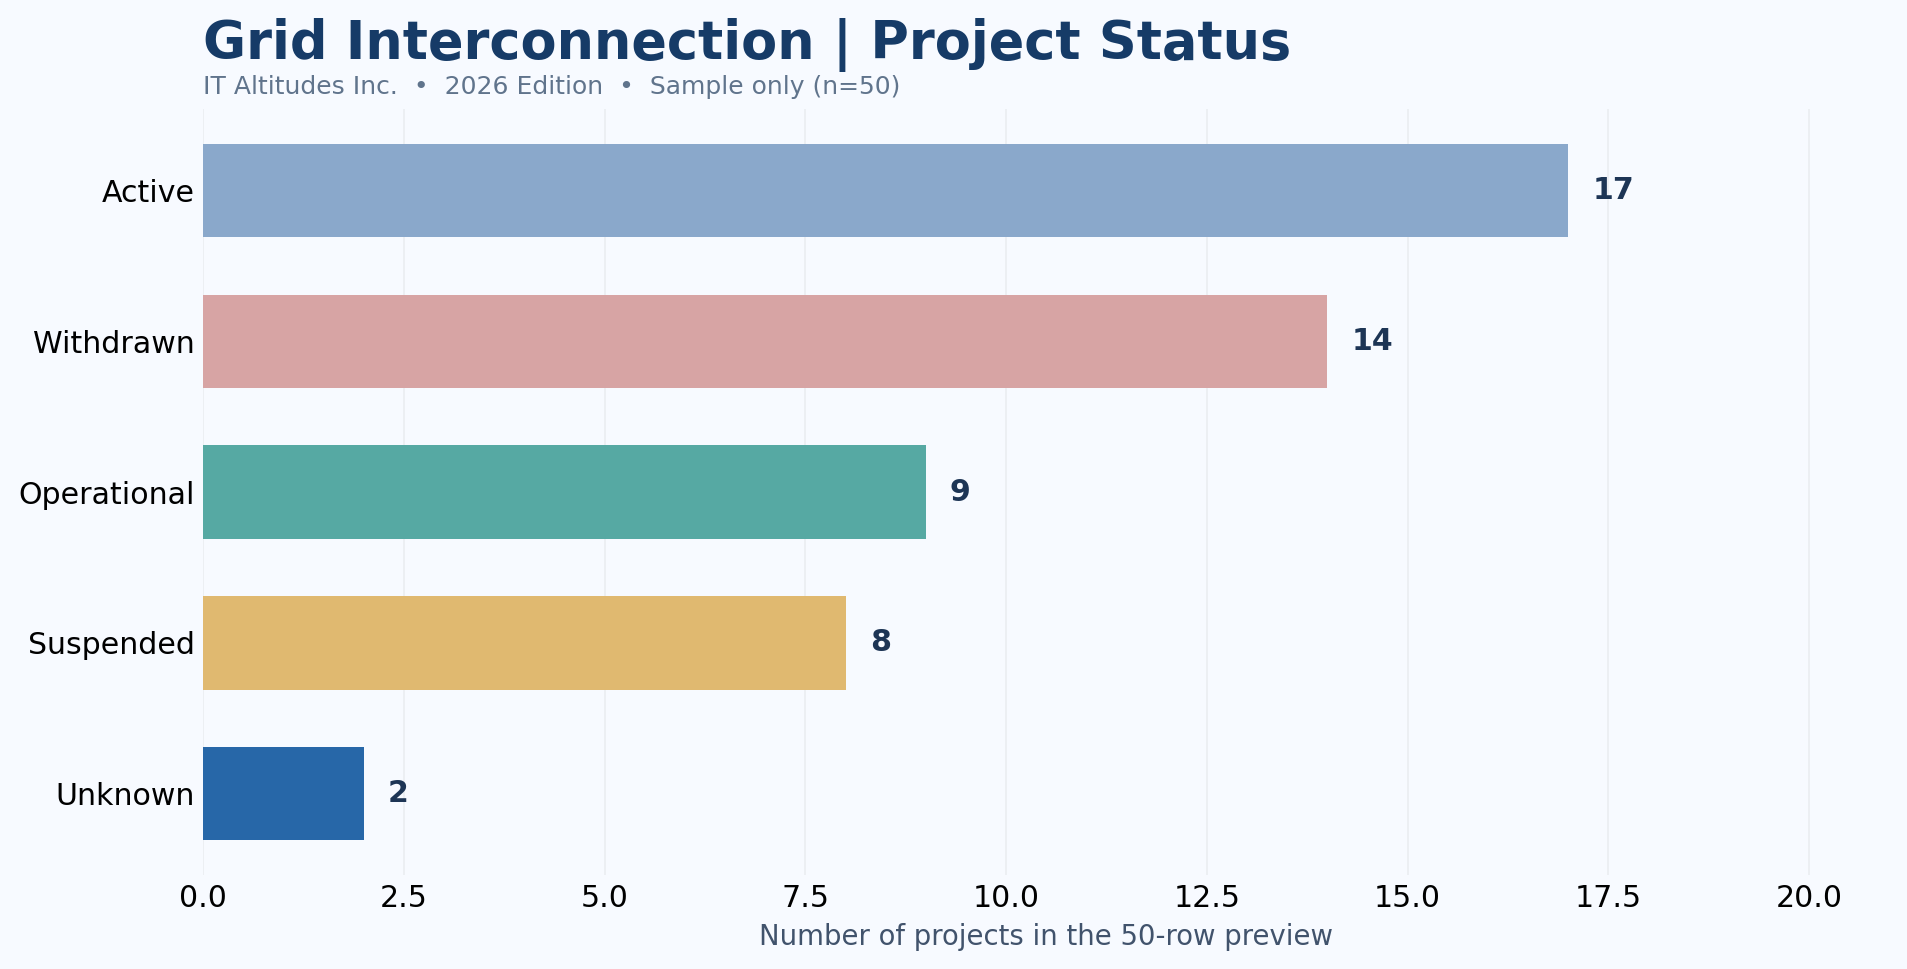 Grid Interconnection | Project Status
IT Altitudes Inc. • 2026 Edition • Sample only (n=50)
Active
17
Withdrawn
14
Operational
9
Suspended
8
Unknown
2
0.0 2.5 5.0 7.5 10.0 12.5 15.0 17.5 20.0
Number of projects in the 50-row preview